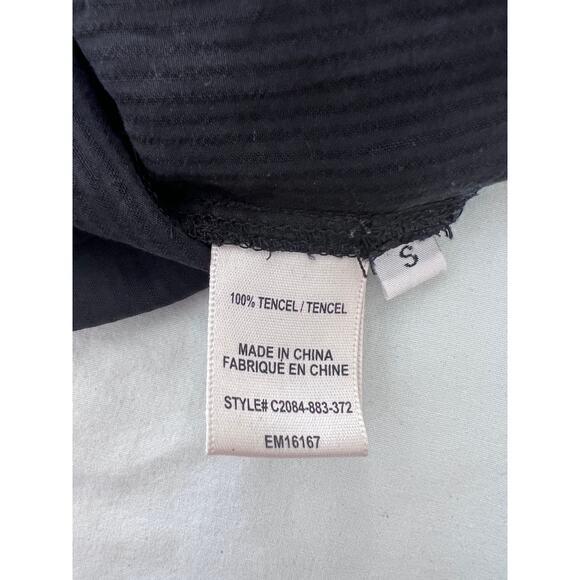 100% TENCEL / TENCEL
MADE IN CHINA
FABRIQUÉ EN CHINE
STYLE# C2084-883-372
EM16167
S